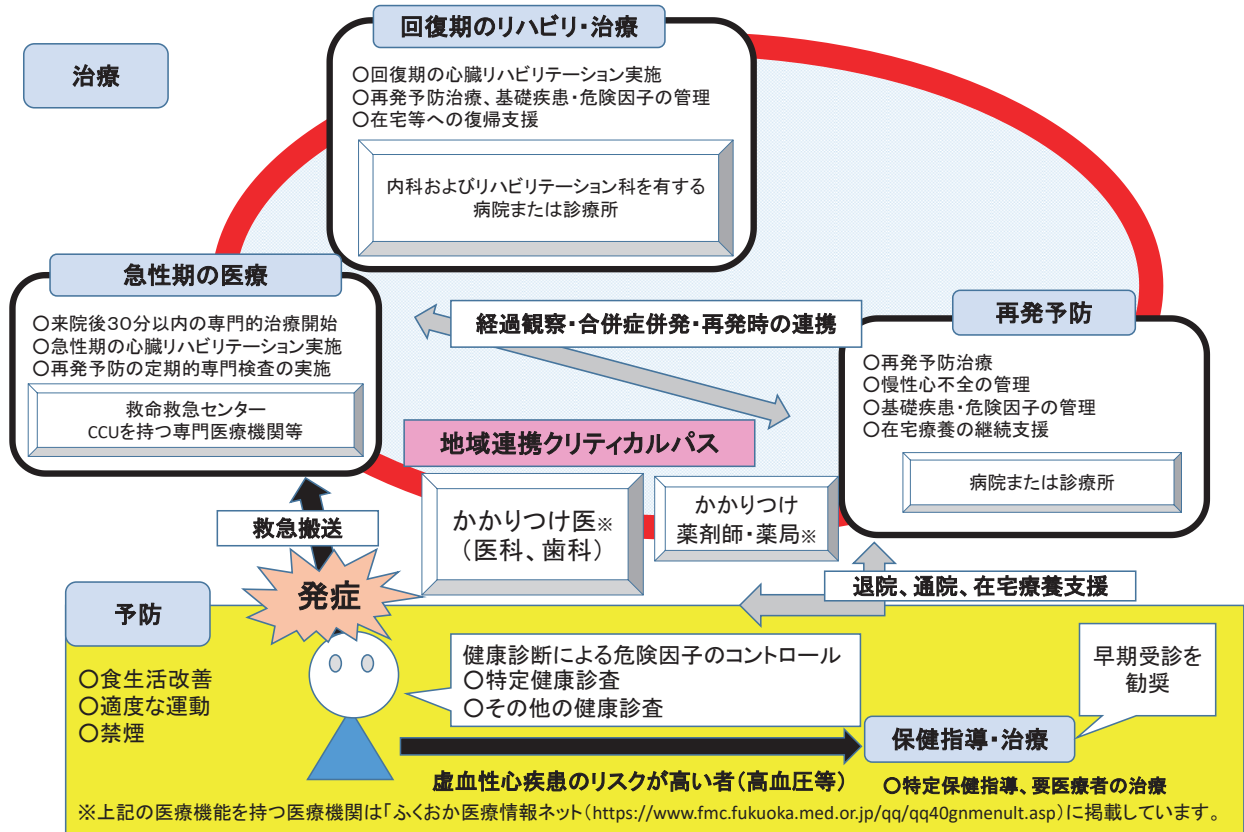 治療
回復期のリハビリ・治療
○回復期の心臓リハビリテーション実施
○再発予防治療、基礎疾患・危険因子の管理
○在宅等への復帰支援
内科およびリハビリテーション科を有する
病院または診療所
急性期の医療
○来院後30分以内の専門的治療開始
○急性期の心臓リハビリテーション実施
○再発予防の定期的専門検査の実施
救命救急センター
CCUを持つ専門医療機関等
経過観察・合併症併発・再発時の連携
再発予防
○再発予防治療
○慢性心不全の管理
○基礎疾患・危険因子の管理
○在宅療養の継続支援
病院または診療所
地域連携クリティカルパス
かかりつけ医※
(医科、歯科)
かかりつけ
薬剤師・薬局※
救急搬送
発症
退院、通院、在宅療養支援
予防
○食生活改善
○適度な運動
○禁煙
健康診断による危険因子のコントロール
○特定健康診査
○その他の健康診査
早期受診を
勧奨
保健指導・治療
虚血性心疾患のリスクが高い者(高血圧等)
○特定保健指導、要医療者の治療
※上記の医療機能を持つ医療機関は「ふくおか医療情報ネット(https://www.fmc.fukuoka.med.or.jp/qq/qq40gnmenult.asp)に掲載しています。